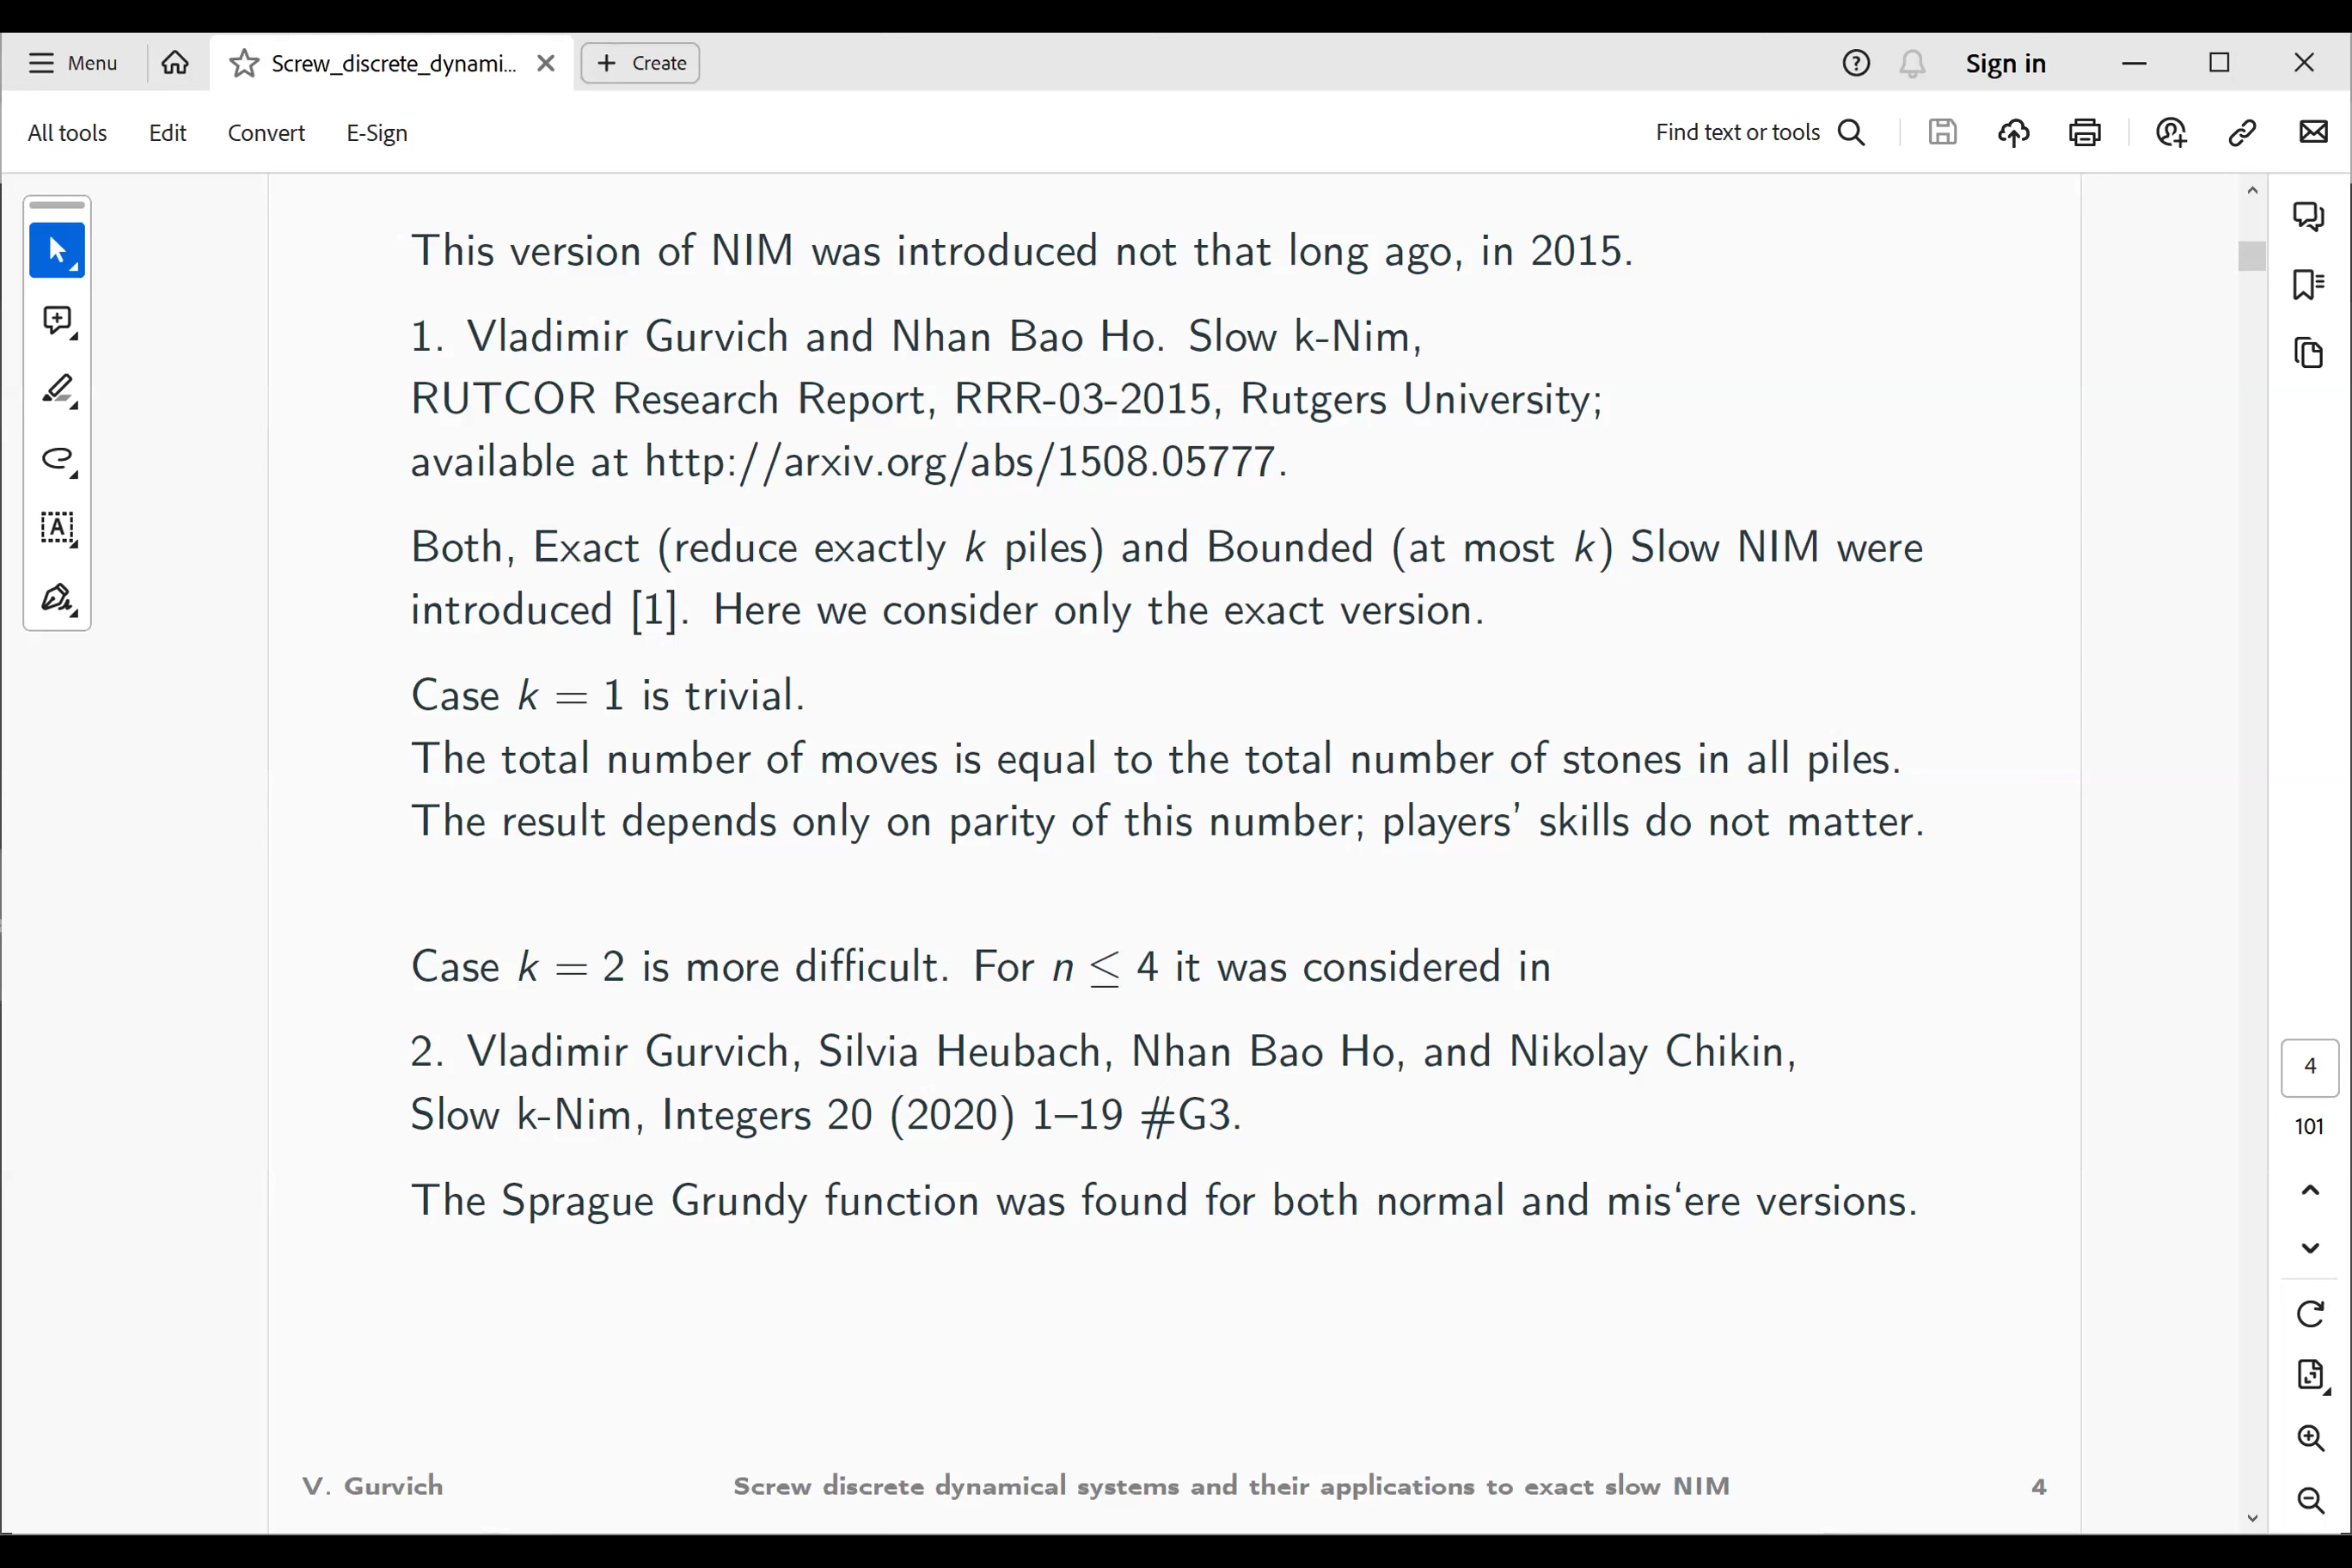 Menu
Screw_discrete_dynami...
Create
Sign in
All tools
Edit
Convert
E-Sign
Find text or tools
This version of NIM was introduced not that long ago, in 2015.
1. Vladimir Gurvich and Nhan Bao Ho. Slow k-Nim,
RUTCOR Research Report, RRR-03-2015, Rutgers University;
available at http://arxiv.org/abs/1508.05777.
Both, Exact (reduce exactly k piles) and Bounded (at most k) Slow NIM were
introduced [1]. Here we consider only the exact version.
Case k = 1 is trivial.
The total number of moves is equal to the total number of stones in all piles.
The result depends only on parity of this number; players' skills do not matter.
Case k = 2 is more difficult. For n ≤ 4 it was considered in
2. Vladimir Gurvich, Silvia Heubach, Nhan Bao Ho, and Nikolay Chikin,
Slow k-Nim, Integers 20 (2020) 1–19 #G3.
The Sprague Grundy function was found for both normal and mis‘ere versions.
V. Gurvich
Screw discrete dynamical systems and their applications to exact slow NIM
4
4
101